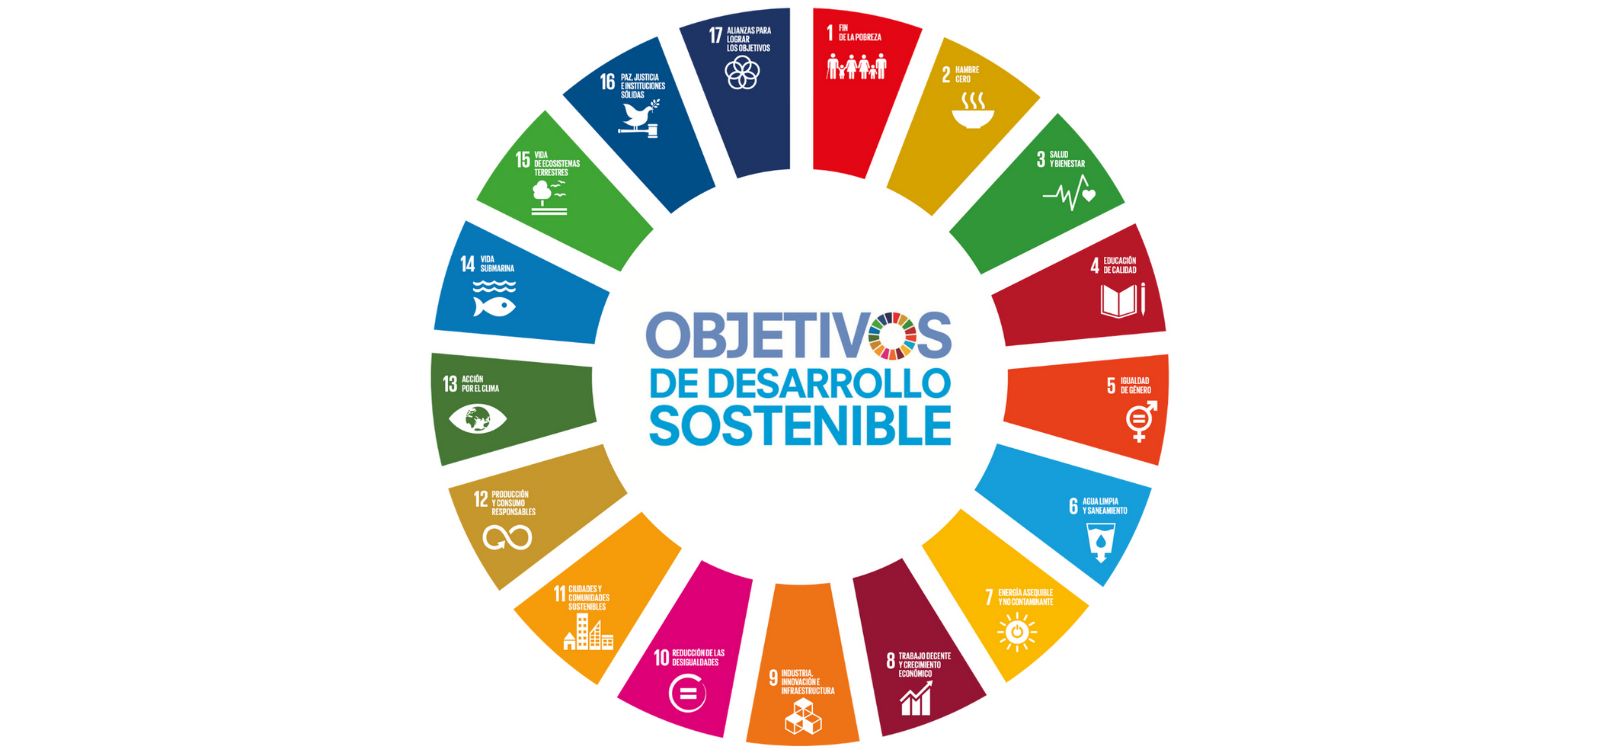 OBJETIVOS
DE DESARROLLO
SOSTENIBLE
1 FIN
DE LA POBREZA
2 HAMBRE
CERO
3 SALUD
Y BIENESTAR
4 EDUCACIÓN
DE CALIDAD
5 IGUALDAD
DE GÉNERO
6 AGUA LIMPIA
Y SANEAMIENTO
7 ENERGÍA ASEQUIBLE
Y NO CONTAMINANTE
8 TRABAJO DECENTE
Y CRECIMIENTO
ECONÓMICO
9 INDUSTRIA,
INNOVACIÓN E
INFRAESTRUCTURA
10 REDUCCIÓN DE LAS
DESIGUALDADES
11 CIUDADES Y
COMUNIDADES
SOSTENIBLES
12 PRODUCCIÓN
Y CONSUMO
RESPONSABLES
13 ACCIÓN
POR EL CLIMA
14 VIDA
SUBMARINA
15 VIDA
DE ECOSISTEMAS
TERRESTRES
16 PAZ, JUSTICIA
E INSTITUCIONES
SÓLIDAS
17 ALIANZAS PARA
LOGRAR
LOS OBJETIVOS